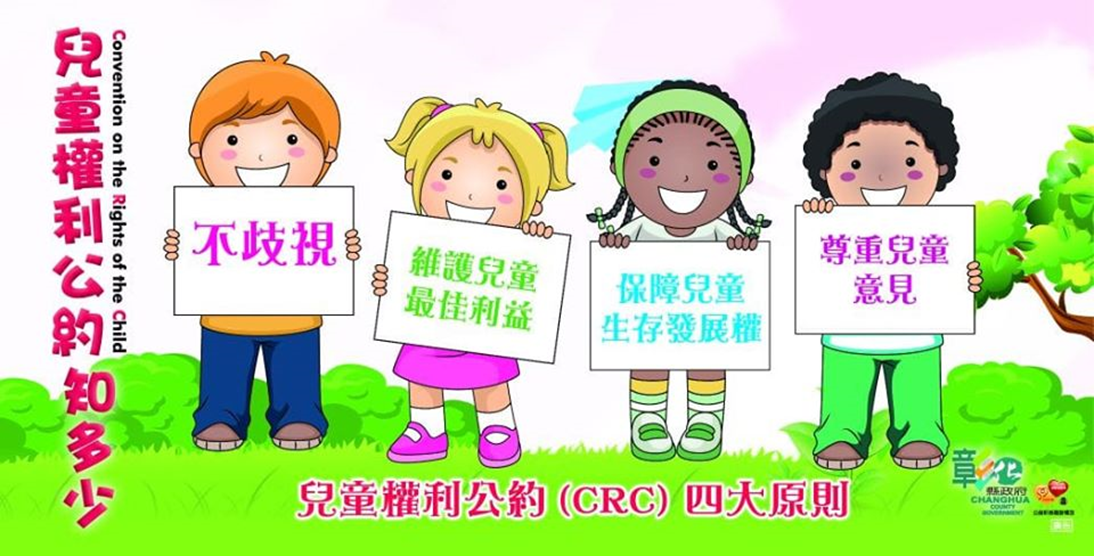 兒童權利公約知多少
Convention on the Rights of the Child
不歧視
維護兒童
最佳利益
保障兒童
生存發展權
尊重兒童
意見
兒童權利公約 (CRC) 四大原則
彰化
縣政府
CHANGHUA
COUNTY
GOVERNMENT
廣告